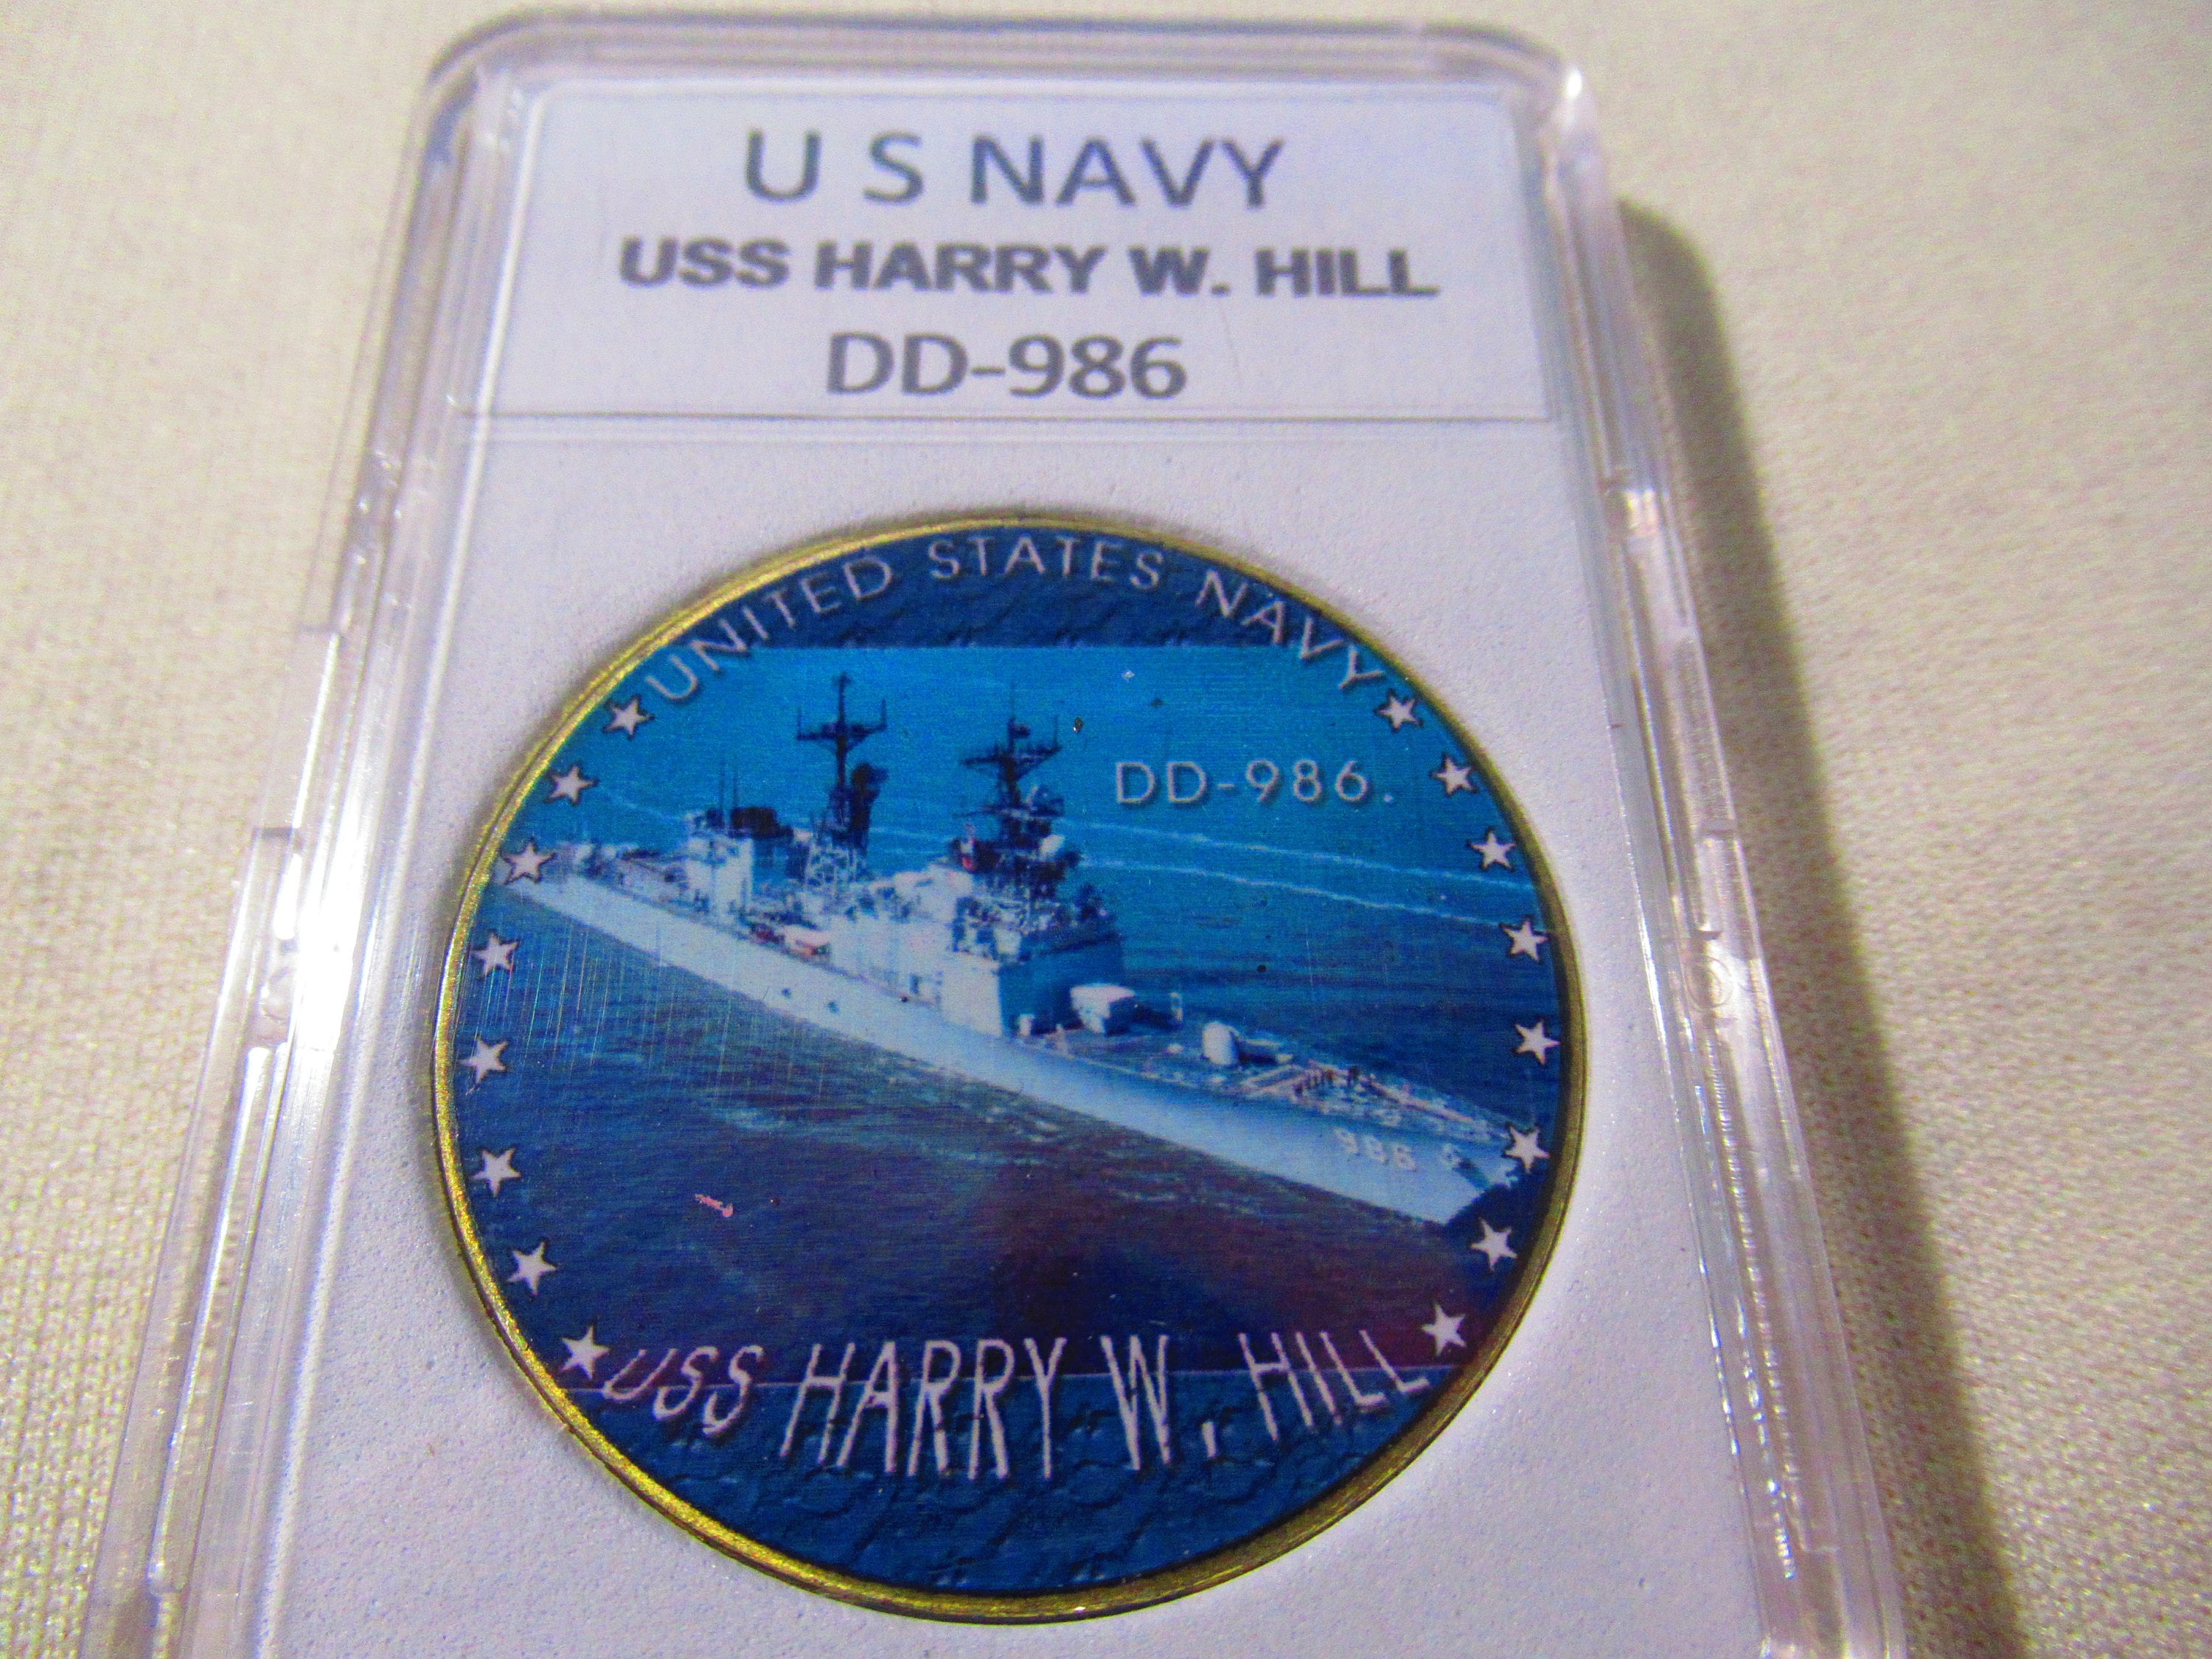 U S NAVY
USS HARRY W. HILL
DD-986
UNITED STATES NAVY
DD-986.
986
USS HARRY W. HILL